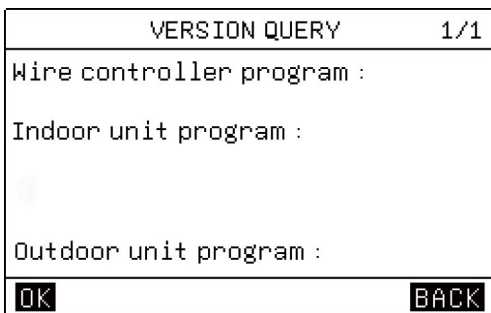 VERSION QUERY 1/1
Wire controller program :
Indoor unit program :
Outdoor unit program :
OK BACK